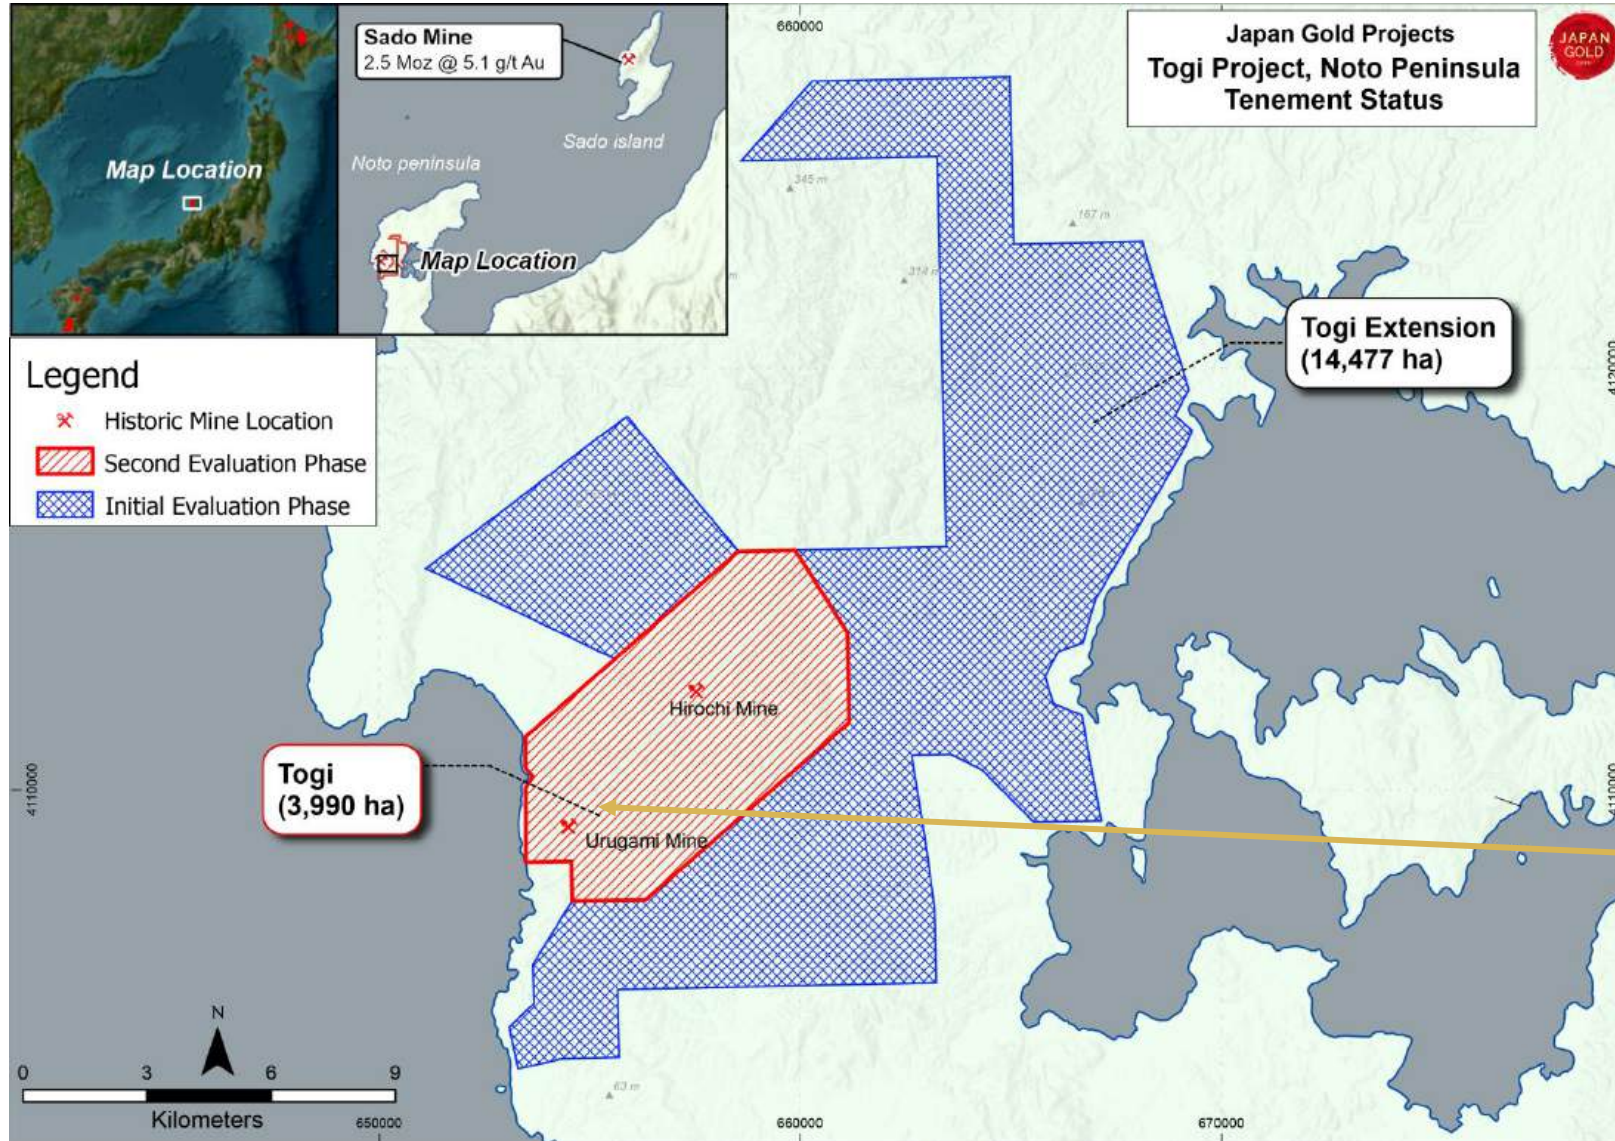 Sado Mine
2.5 Moz @ 5.1 g/t Au
Map Location
Noto peninsula
Sado island
Map Location
660000
Japan Gold Projects
Togi Project, Noto Peninsula
Tenement Status
JAPAN
GOLD
Legend
Historic Mine Location
Second Evaluation Phase
Initial Evaluation Phase
345 m
167 m
314 m
Togi Extension
(14,477 ha)
4120000
Hirochi Mine
Togi
(3,990 ha)
Urugami Mine
4110000
4110000
N
0 3 6 9
Kilometers
63 m
650000
660000
670000